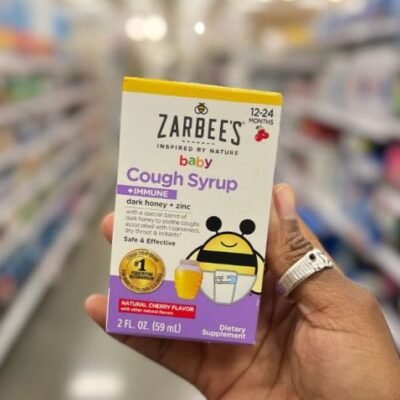 12-24
MONTHS
ZARBEE'S
INSPIRED BY NATURE
baby
Cough Syrup
+IMMUNE
dark honey + zinc
with a special blend of
dark honey to soothe coughs
associated with hoarseness,
dry throat & irritants*
Safe & Effective
#1
NATURAL CHERRY FLAVOR
with other natural flavors
2 FL. OZ. (59 mL)
Dietary
Supplement